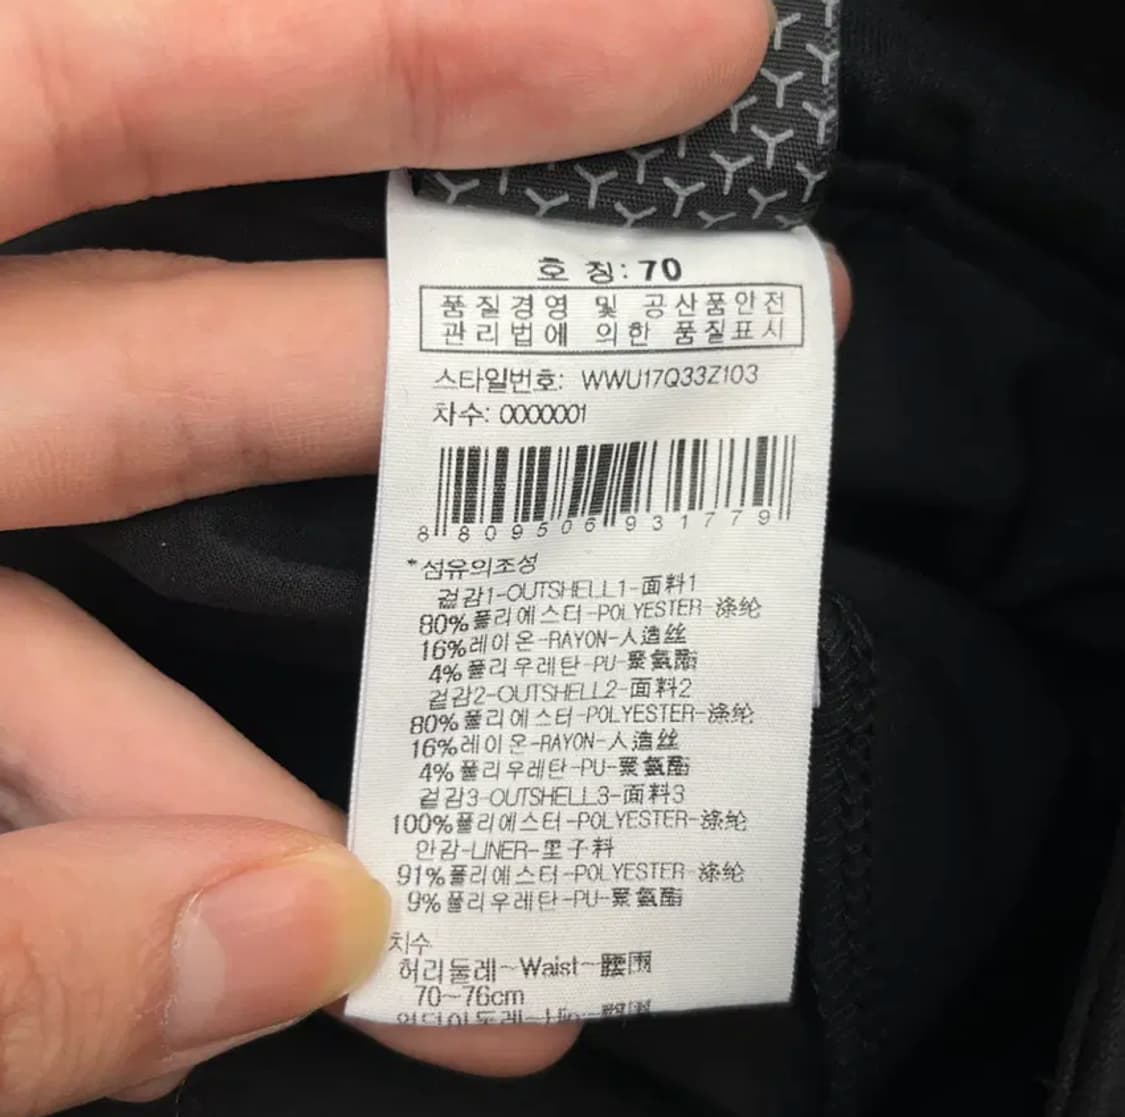 호 칭: 70
품질경영 및 공산품안전
관리법에 의한 품질표시
스타일번호: WWU17Q33Z103
차수: 0000001
8 809506 931779
*섬유의조성
겉감1-OUTSHELL1-面料1
80%폴리에스터-POLYESTER-涤纶
16%레이온-RAYON-人造丝
4%폴리우레탄-PU-聚氨酯
겉감2-OUTSHELL2-面料2
80%폴리에스터-POLYESTER-涤纶
16%레이온-RAYON-人造丝
4%폴리우레탄-PU-聚氨酯
겉감3-OUTSHELL3-面料3
100%폴리에스터-POLYESTER-涤纶
안감-LINER-里子料
91%폴리에스터-POLYESTER-涤纶
9%폴리우레탄-PU-聚氨酯
치수
허리둘레~Waist~腰围
70~76cm